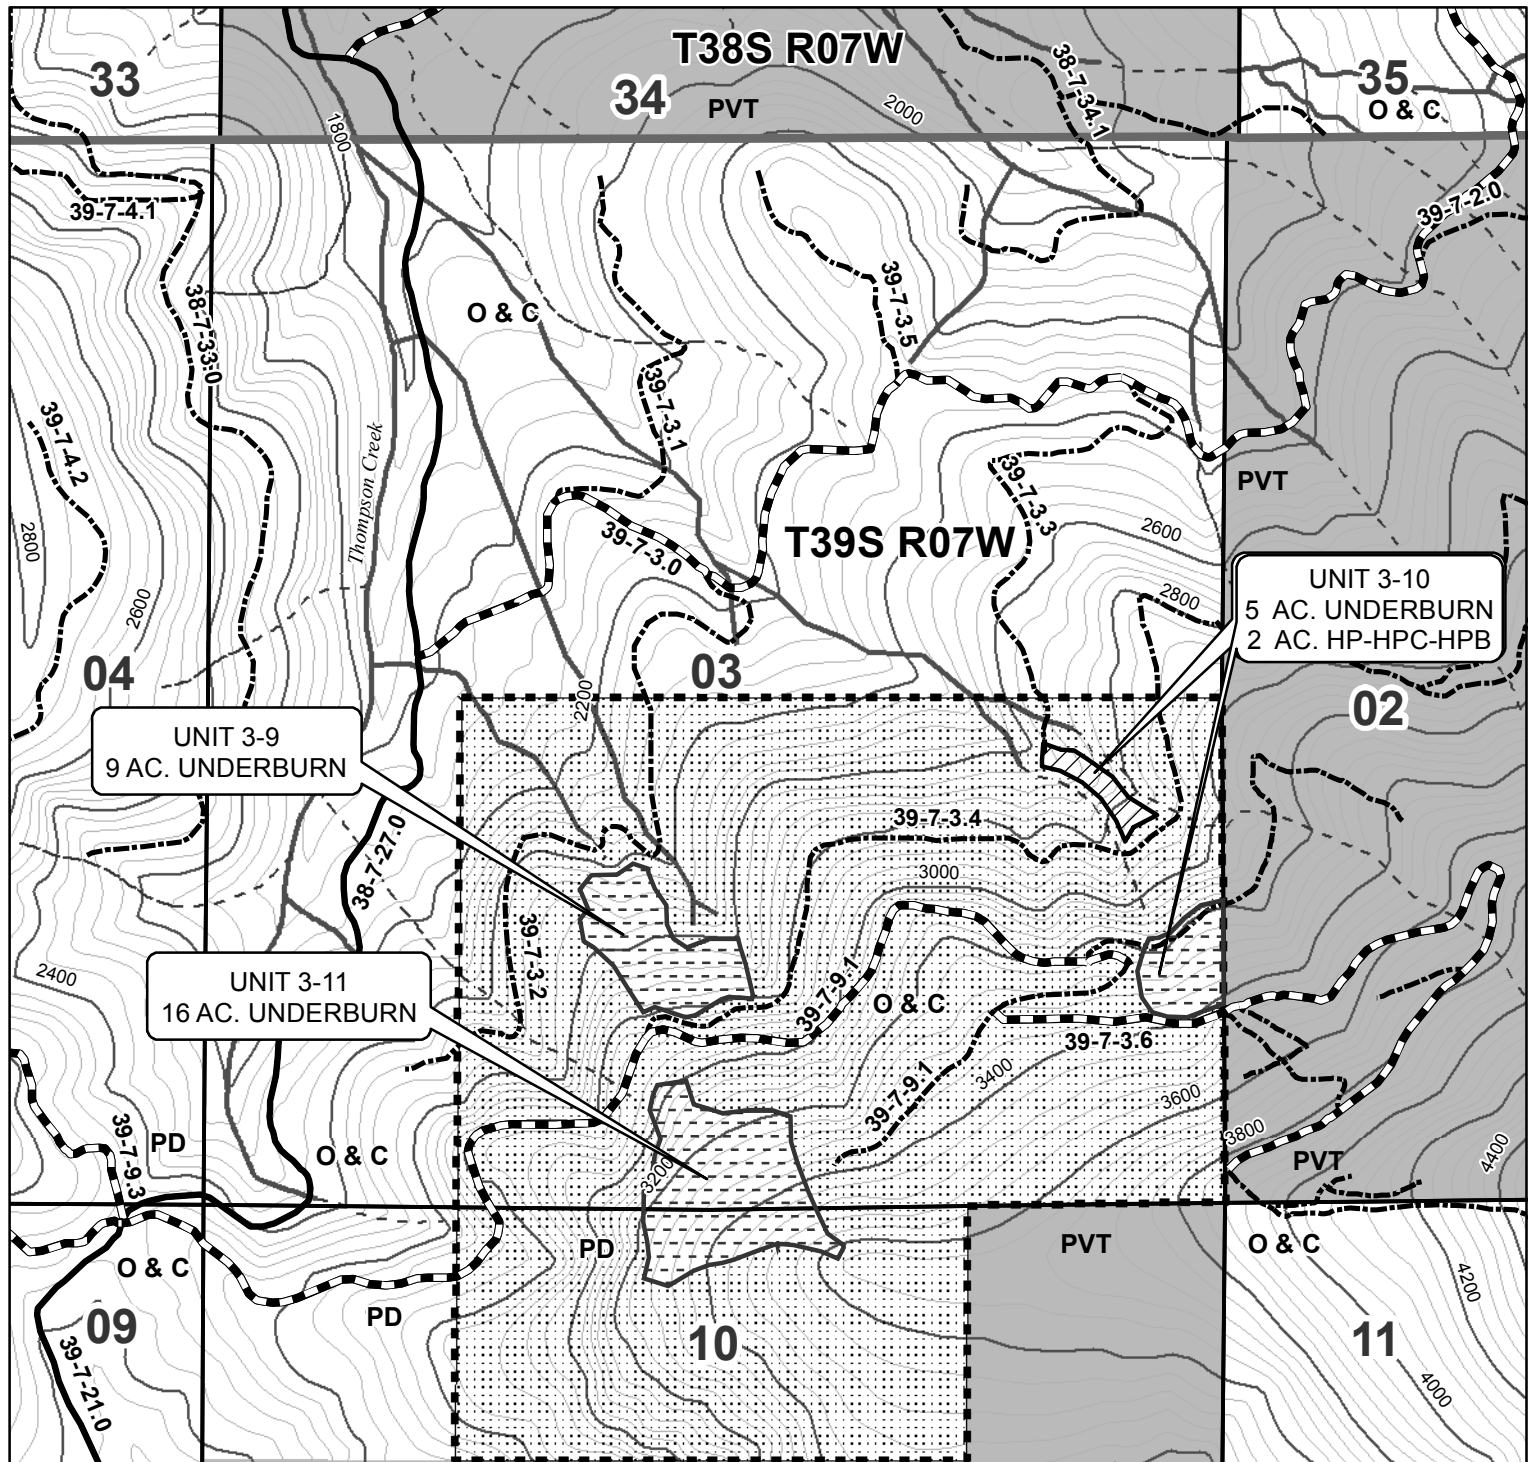 T38S R07W
33
34
PVT
35
O & C
2000
1800
38-7-34.1
39-7-4.1
39-7-2.0
38-7-33.0
O & C
39-7-3.5
39-7-3.1
39-7-4.2
Thompson Creek
39-7-3.3
PVT
2800
39-7-3.0
T39S R07W
2600
2600
2800
UNIT 3-10
5 AC. UNDERBURN
2 AC. HP-HPC-HPB
04
03
02
2200
UNIT 3-9
9 AC. UNDERBURN
38-7-27.0
39-7-3.4
3000
39-7-3.2
2400
UNIT 3-11
16 AC. UNDERBURN
39-7-9.1
O & C
39-7-3.6
3400
39-7-9.1
3600
3800
4400
39-7-9.3
PD
O & C
3200
PVT
O & C
PD
PVT
O & C
4200
09
PD
10
11
39-7-21.0
4000